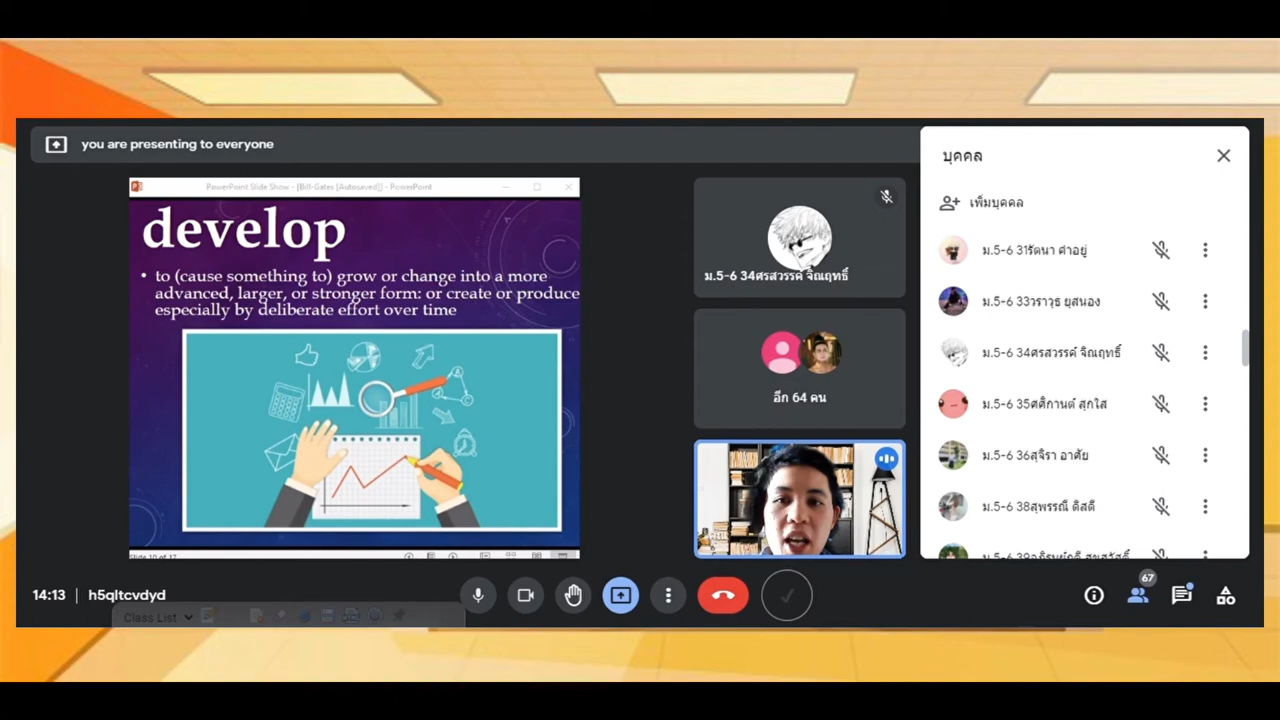 you are presenting to everyone
PowerPoint Slide Show - [Bill-Gates [Autosaved]] - PowerPoint
develop
• to (cause something to) grow or change into a more
advanced, larger, or stronger form: or create or produce
especially by deliberate effort over time
Slide 10 of 17
ม.5-6 34ศรสวรรค์ จิณฤทธิ์
อีก 64 คน
บุคคล
เพิ่มบุคคล
ม.5-6 31รัตนา คำอยู่
ม.5-6 33วราวุธ ยุสนอง
ม.5-6 34ศรสวรรค์ จิณฤทธิ์
ม.5-6 35ศศิกานต์ สุกใส
ม.5-6 36สุจิรา อาศัย
ม.5-6 38สุพรรณี ดิสดี
14:13 | h5qltcvdyd
67
Class List